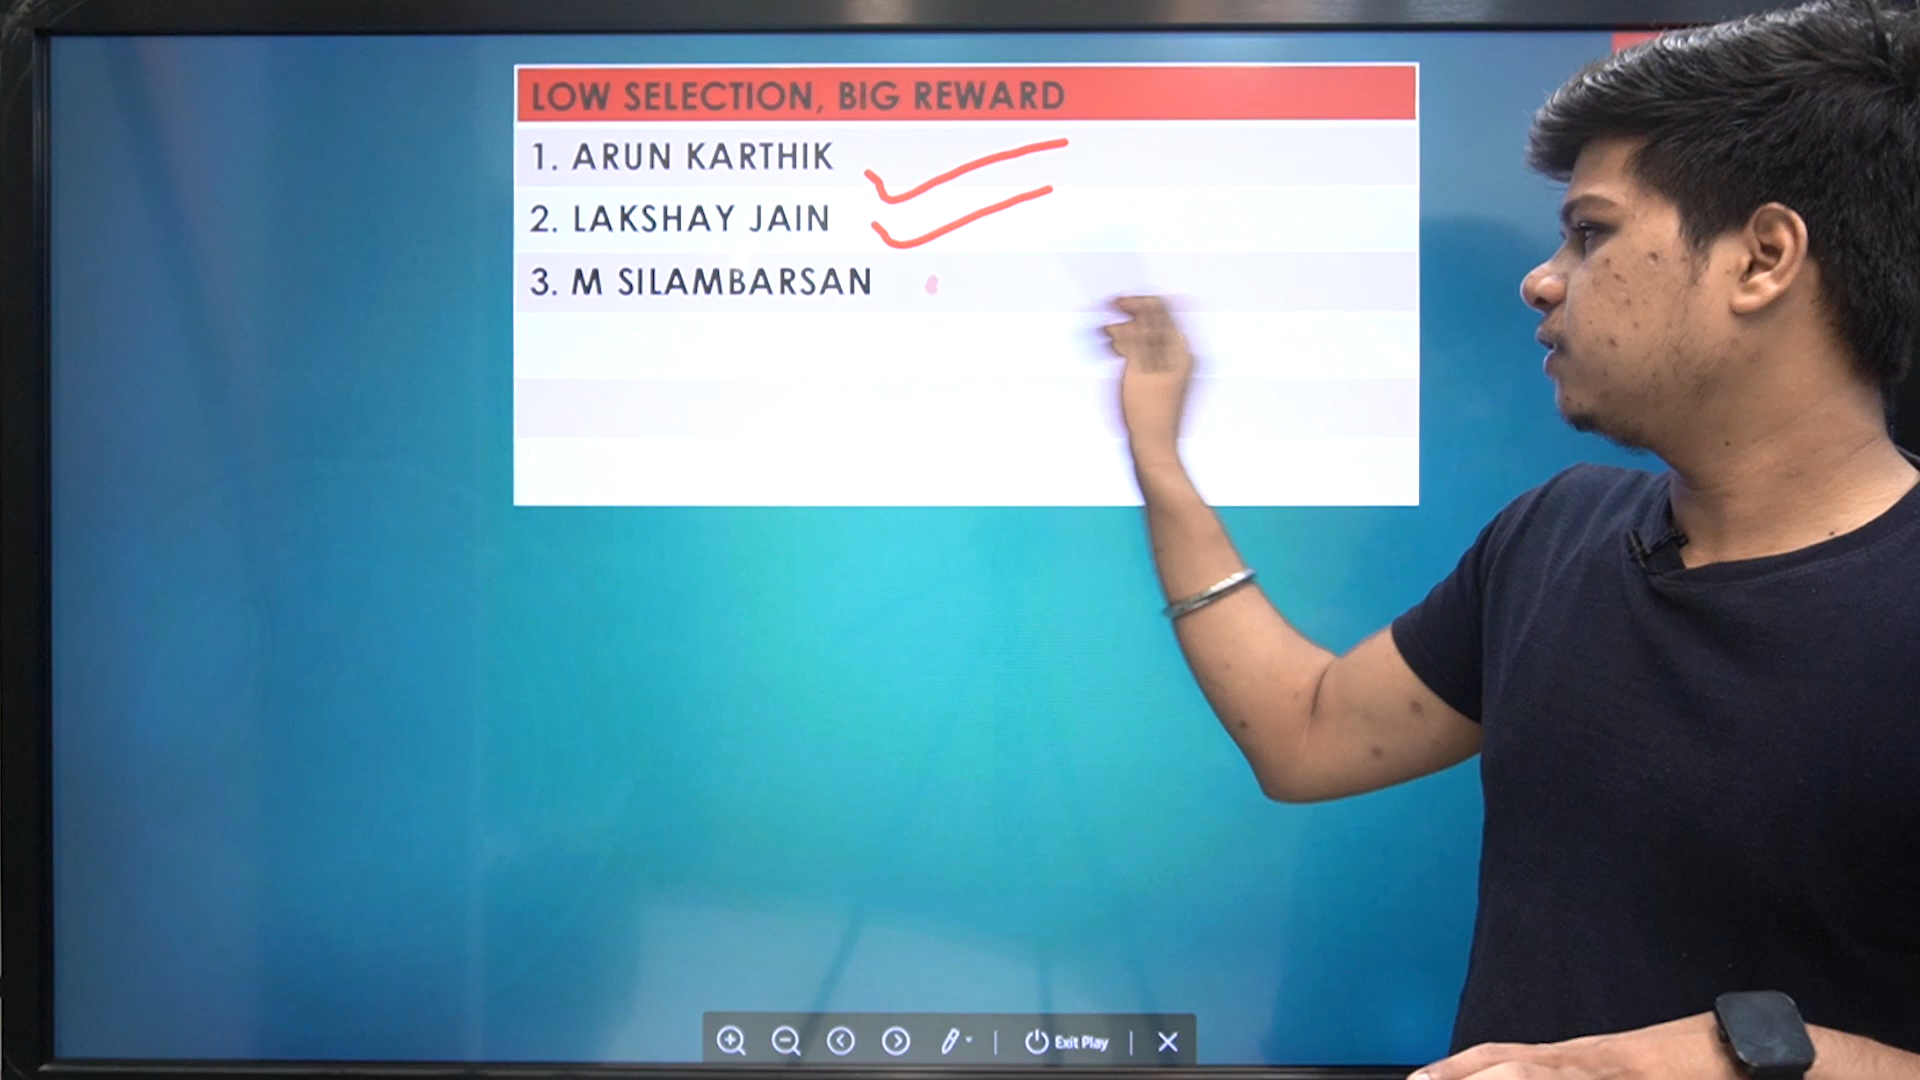 LOW SELECTION, BIG REWARD
1. ARUN KARTHIK
2. LAKSHAY JAIN
3. M SILAMBARSAN
Exit Play